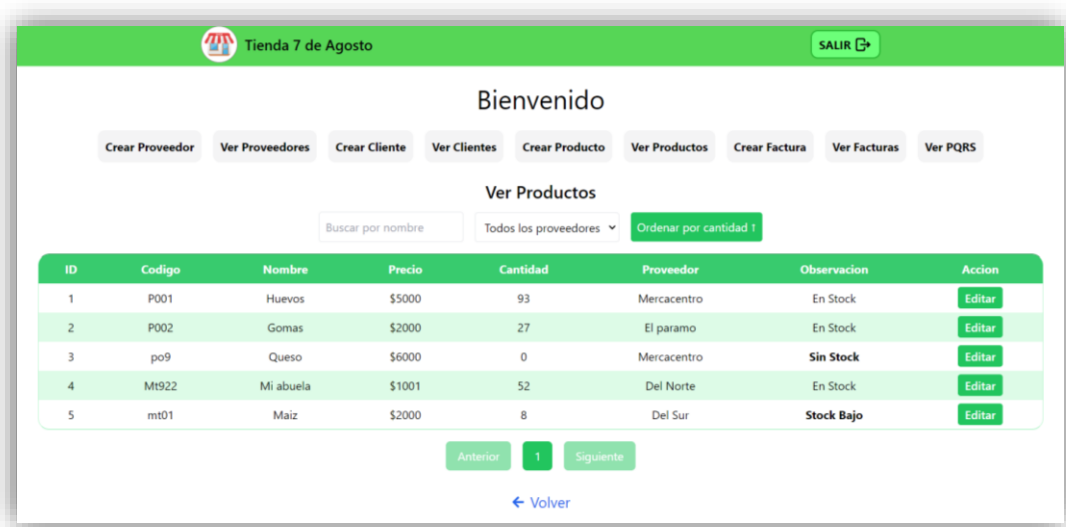 Tienda 7 de Agosto SALIR
Bienvenido
Crear Proveedor Ver Proveedores Crear Cliente Ver Clientes Crear Producto Ver Productos Crear Factura Ver Facturas Ver PQRS
Ver Productos
Buscar por nombre Todos los proveedores Ordenar por cantidad ↑
ID Codigo Nombre Precio Cantidad Proveedor Observacion Accion
1 P001 Huevos $5000 93 Mercacentro En Stock Editar
2 P002 Gomas $2000 27 El paramo En Stock Editar
3 po9 Queso $6000 0 Mercacentro Sin Stock Editar
4 Mt922 Mi abuela $1001 52 Del Norte En Stock Editar
5 mt01 Maiz $2000 8 Del Sur Stock Bajo Editar
Anterior 1 Siguiente
← Volver